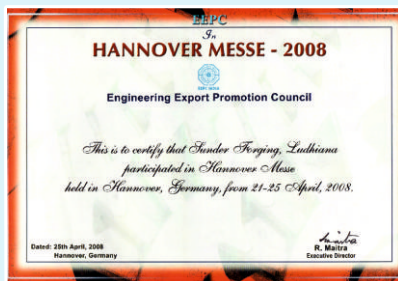 EEPC
In
HANNOVER MESSE - 2008
EEPC INDIA
Engineering Export Promotion Council
This is to certify that Sunder Forging, Ludhiana
participated in Hannover Messe
held in Hannover, Germany, from 21-25 April, 2008.
Dated: 25th April, 2008
Hannover, Germany
R. Maitra
Executive Director